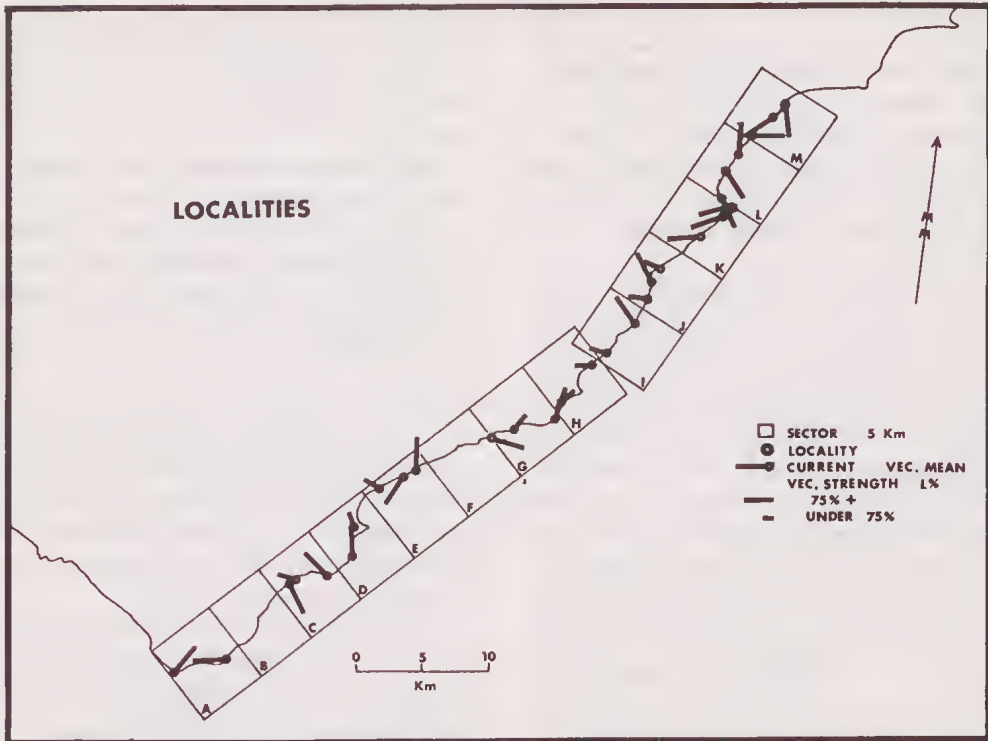 LOCALITIES
M
L
K
J
I
H
G
F
E
D
C
B
A
SECTOR 5 Km
LOCALITY
CURRENT VEC. MEAN
VEC. STRENGTH L%
75% +
UNDER 75%
0 5 10
Km